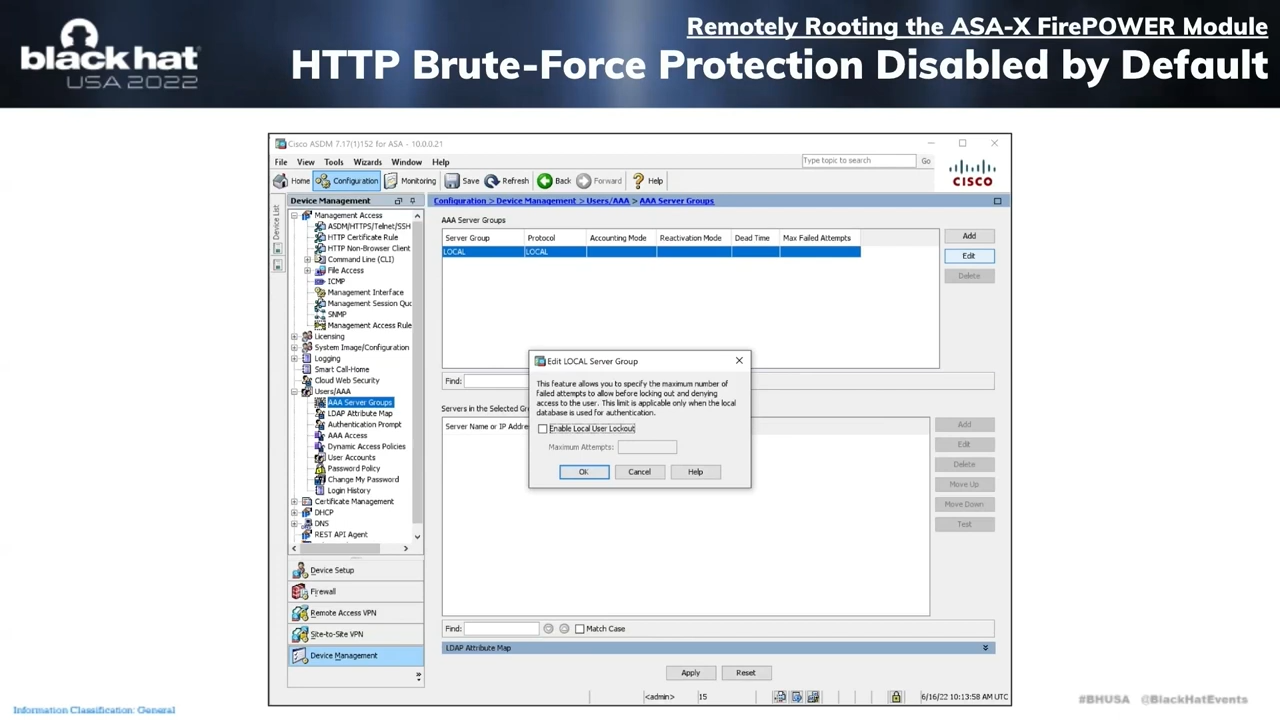 black hat
USA 2022
Remotely Rooting the ASA-X FirePOWER Module
HTTP Brute-Force Protection Disabled by Default
Cisco ASDM 7.17(1)152 for ASA - 10.0.0.21
File View Tools Wizards Window Help
Type to search Go
CISCO
Home Configuration Monitoring Save Refresh Back Forward Help
Device List
Device Management
Management Access
ASDM/HTTPS/Telnet/SSH
HTTP Certificate Rule
HTTP Non-Browser Client
Command Line (CLI)
File Access
ICMP
Management Interface
Management Session Quo
SNMP
Management Access Rule
Licensing
System Image/Configuration
Logging
Smart Call-Home
Cloud Web Security
Users/AAA
AAA Server Groups
LDAP Attribute Map
Authentication Prompt
AAA Access
Dynamic Access Policies
User Accounts
Password Policy
Change My Password
Login History
Certificate Management
DHCP
DNS
REST API Agent
Device Setup
Firewall
Remote Access VPN
Site-to-Site VPN
Device Management
Configuration > Device Management > Users/AAA > AAA Server Groups
AAA Server Groups
Server Group Protocol Accounting Mode Reactivation Mode Dead Time Max Failed Attempts
LOCAL LOCAL
Add
Edit
Delete
Find:
Edit LOCAL Server Group
This feature allows you to specify the maximum number of
failed attempts to allow before locking out and denying
access to the user. This limit is applicable only when the local
database is used for authentication.
Enable Local User Lockout
Maximum Attempts:
OK Cancel Help
Servers in the Selected Gr
Server Name or IP Addre
Add
Edit
Delete
Move Up
Move Down
Test
Find: Match Case
LDAP Attribute Map
Apply Reset
<admin> 15 6/16/22 10:13:58 AM UTC
Information Classification: General
#BHUSA @BlackHatEvents